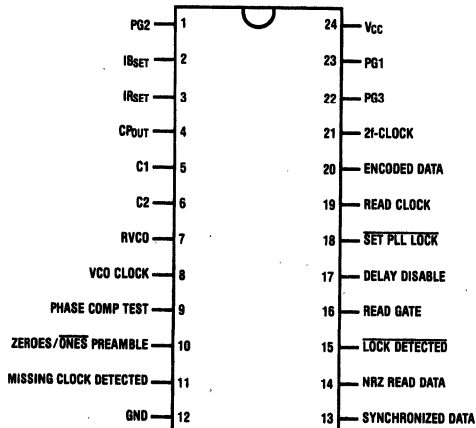 PG2 1 24 VCC
IBSET 2 23 PG1
IRSET 3 22 PG3
CPOUT 4 21 2f-CLOCK
C1 5 20 ENCODED DATA
C2 6 19 READ CLOCK
RVCO 7 18 SET PLL LOCK
VCO CLOCK 8 17 DELAY DISABLE
PHASE COMP TEST 9 16 READ GATE
ZEROES/ONES PREAMBLE 10 15 LOCK DETECTED
MISSING CLOCK DETECTED 11 14 NRZ READ DATA
GND 12 13 SYNCHRONIZED DATA